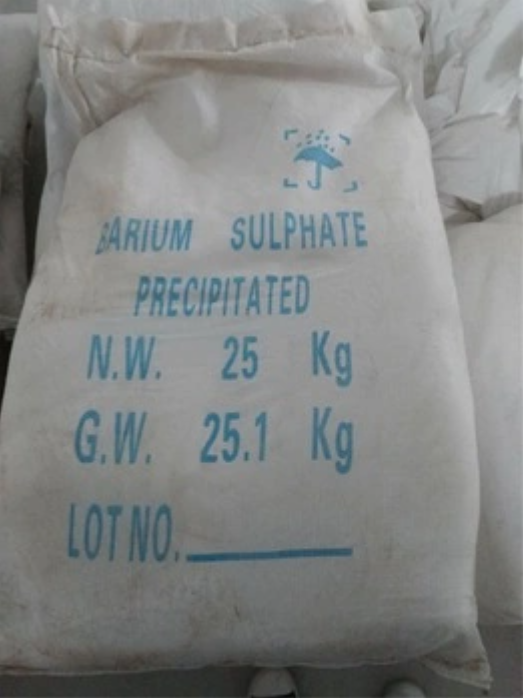 BARIUM SULPHATE
PRECIPITATED
N.W. 25 Kg
G.W. 25.1 Kg
LOT NO.